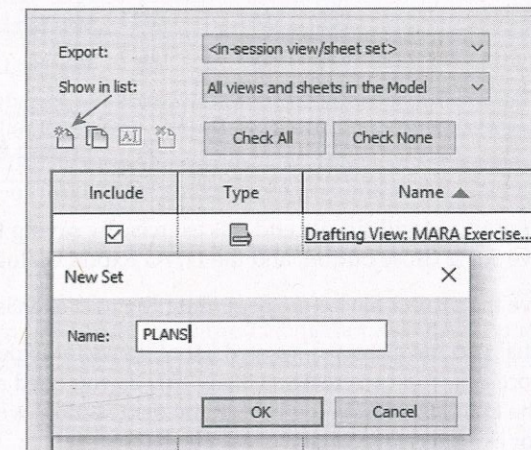 Export: <in-session view/sheet set>
Show in list: All views and sheets in the Model
AI Check All Check None
Include Type Name
Drafting View: MARA Exercise...
New Set
Name: PLANS
OK Cancel